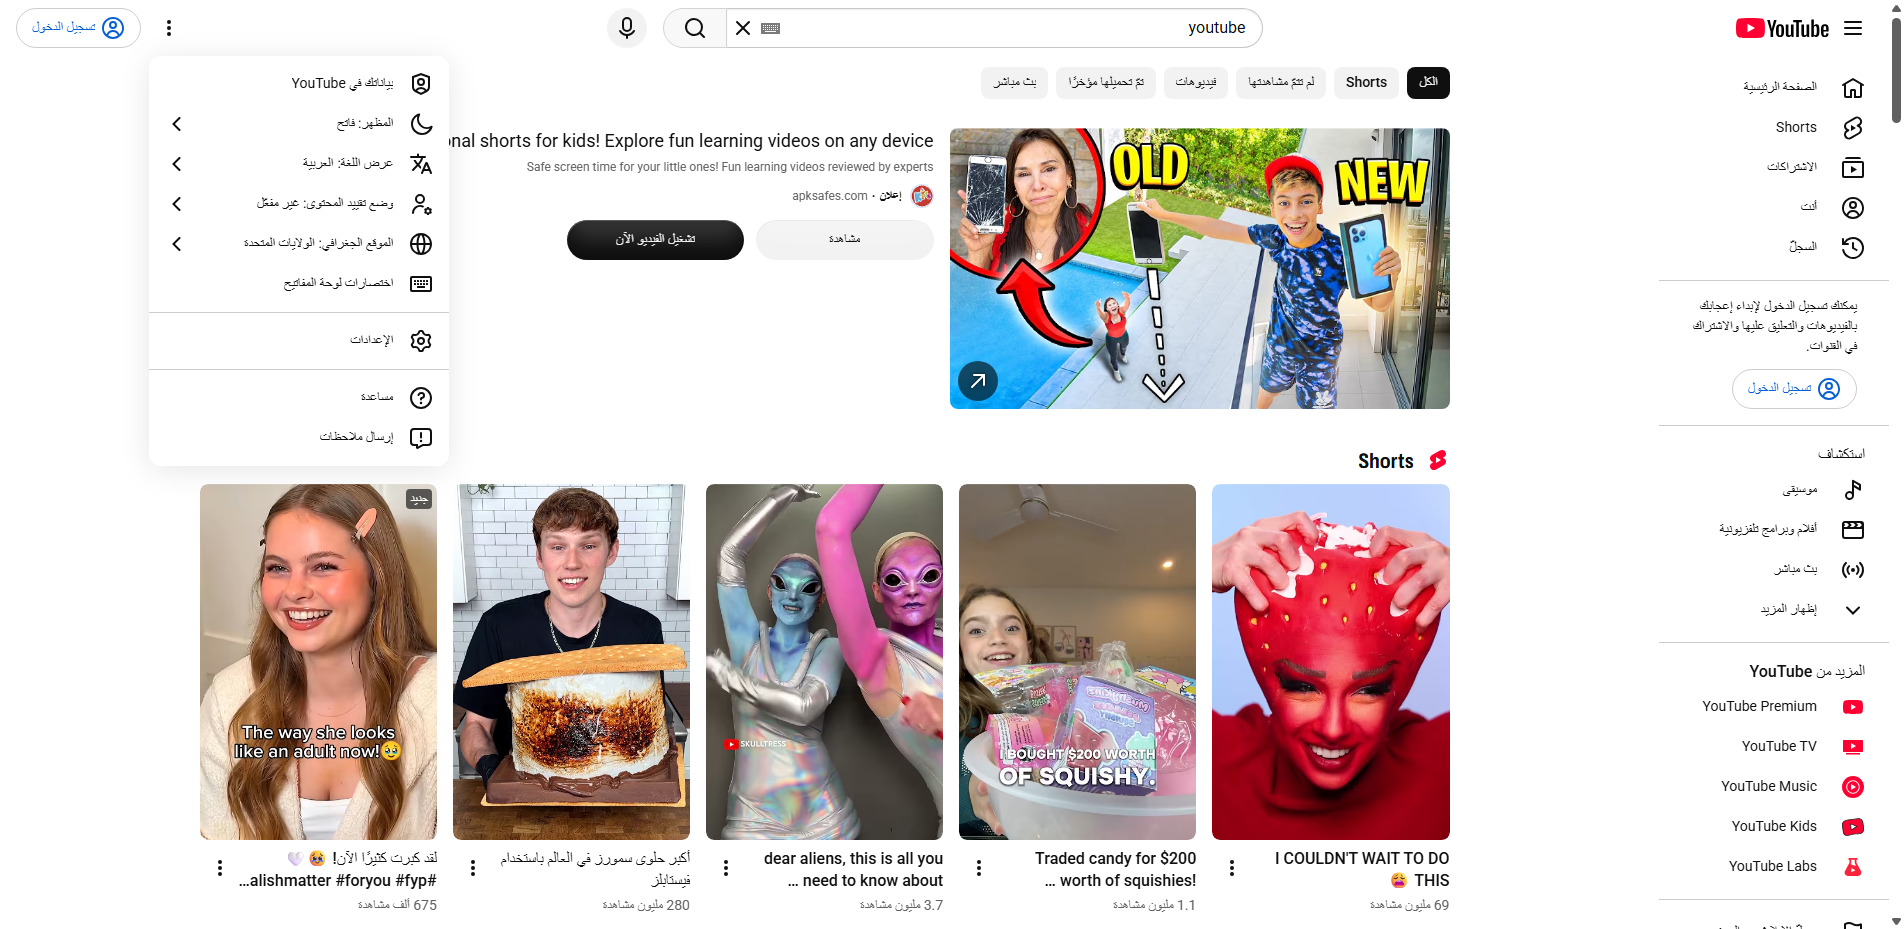 YouTube
youtube
تسجيل الدخول
الصفحة الرئيسية
Shorts
الاشتراكات
أنت
السجلّ
يمكنك تسجيل الدخول لإبداء إعجابك
بالفيديوهات والتعليق عليها والاشتراك
في القنوات.
تسجيل الدخول
استكشاف
موسيقى
أفلام وبرامج تلفزيونية
بث مباشر
إظهار المزيد
المزيد من YouTube
YouTube Premium
YouTube TV
YouTube Music
YouTube Kids
YouTube Labs
الكل
Shorts
لم تتمّ مشاهدتها
فيديوهات
تمّ تحميلها مؤخرًا
بث مباشر
OLD
NEW
nal shorts for kids! Explore fun learning videos on any device
Safe screen time for your little ones! Fun learning videos reviewed by experts
إعلان · apksafes.com
مشاهدة
تشغيل الفيديو الآن
بياناتك في YouTube
المظهر: فاتح
عرض اللغة: العربية
وضع تقييد المحتوى: غير مفعّل
الموقع الجغرافي: الولايات المتحدة
اختصارات لوحة المفاتيح
الإعدادات
مساعدة
إرسال ملاحظات
Shorts
I COULDN'T WAIT TO DO
THIS 😩
69 مليون مشاهدة
I BOUGHT $200 WORTH
OF SQUISHY.
Traded candy for $200
worth of squishies! ...
1.1 مليون مشاهدة
SKULLTRESS
dear aliens, this is all you
need to know about ...
3.7 مليون مشاهدة
أكبر حلوى سمورز في العالم باستخدام
فيستابلز
280 مليون مشاهدة
جديد
The way she looks
like an adult now!🥹
لقد كبرت كثيرًا الآن! 😭 🤍
...alishmatter #foryou #fyp#
675 ألف مشاهدة